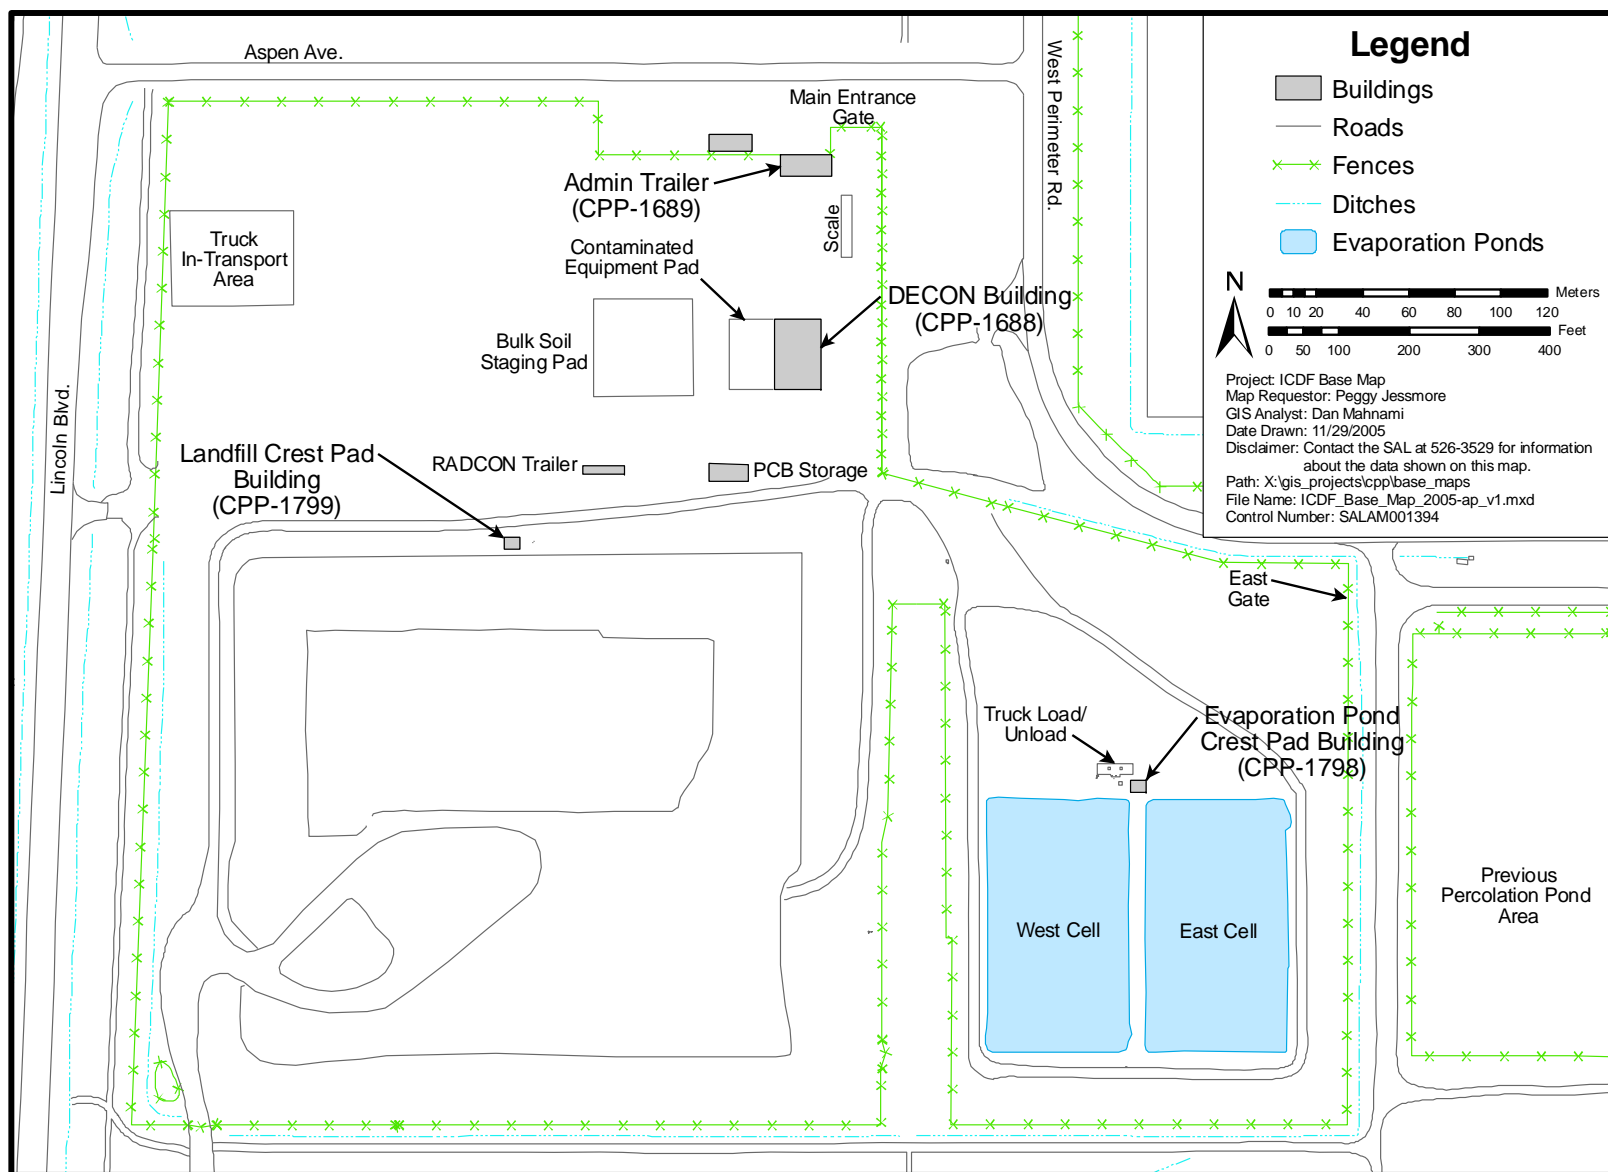 Aspen Ave.
West Perimeter Rd.
Main Entrance
Gate
Admin Trailer
(CPP-1689)
Scale
Truck
In-Transport
Area
Contaminated
Equipment Pad
DECON Building
(CPP-1688)
Bulk Soil
Staging Pad
Lincoln Blvd.
Landfill Crest Pad
Building
(CPP-1799)
RADCON Trailer
PCB Storage
East
Gate
Truck Load/
Unload
Evaporation Pond
Crest Pad Building
(CPP-1798)
West Cell
East Cell
Previous
Percolation Pond
Area
Legend
Buildings
Roads
Fences
Ditches
Evaporation Ponds
N
Meters
0 10 20 40 60 80 100 120
Feet
0 50 100 200 300 400
Project: ICDF Base Map
Map Requestor: Peggy Jessmore
GIS Analyst: Dan Mahnami
Date Drawn: 11/29/2005
Disclaimer: Contact the SAL at 526-3529 for information
about the data shown on this map.
Path: X:\gis_projects\cpp\base_maps
File Name: ICDF_Base_Map_2005-ap_v1.mxd
Control Number: SALAM001394